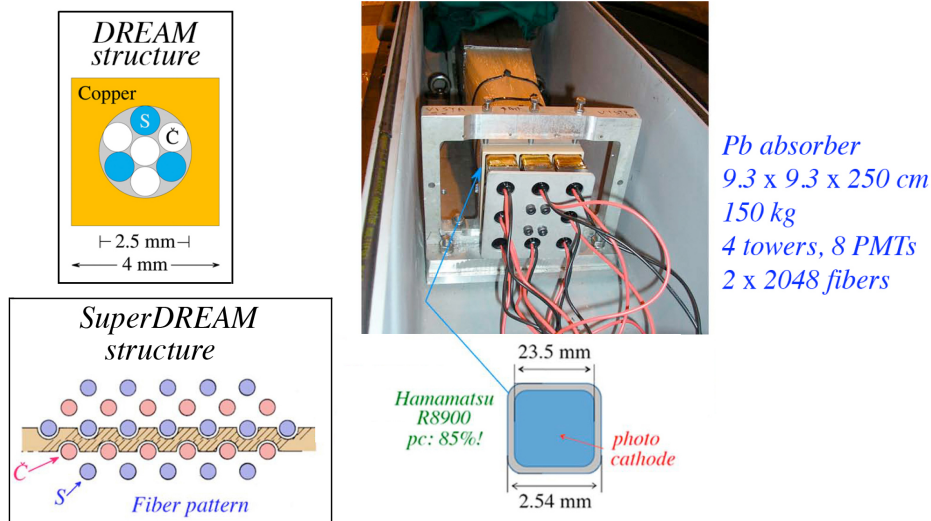 DREAM
structure
Copper
S
Č
2.5 mm
4 mm
SuperDREAM
structure
Č
S
Fiber pattern
Pb absorber
9.3 x 9.3 x 250 cm
150 kg
4 towers, 8 PMTs
2 x 2048 fibers
23.5 mm
Hamamatsu
R8900
pc: 85%!
photo
cathode
2.54 mm